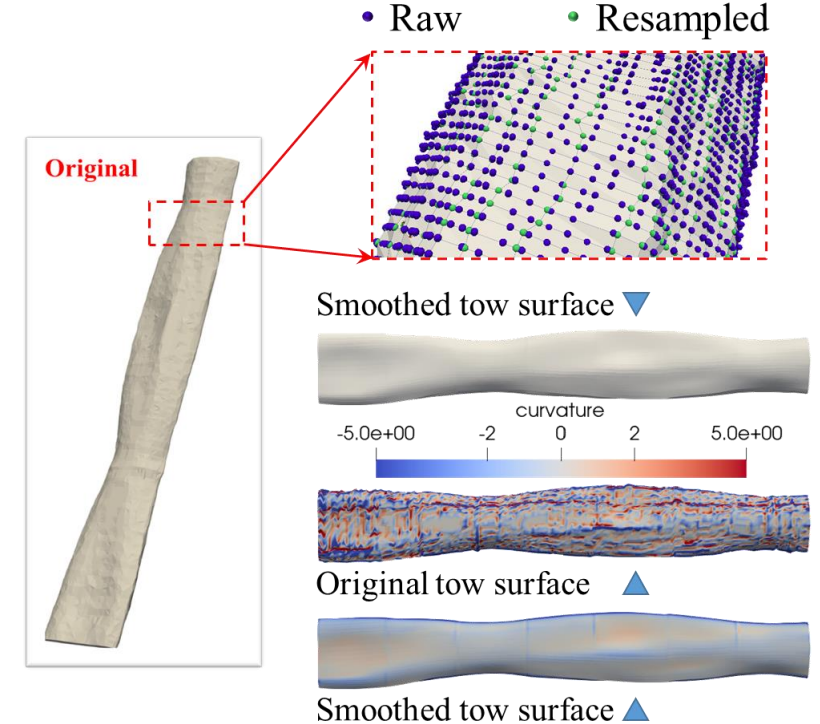 Raw Resampled
Original
Smoothed tow surface
curvature
-5.0e+00 -2 0 2 5.0e+00
Original tow surface
Smoothed tow surface